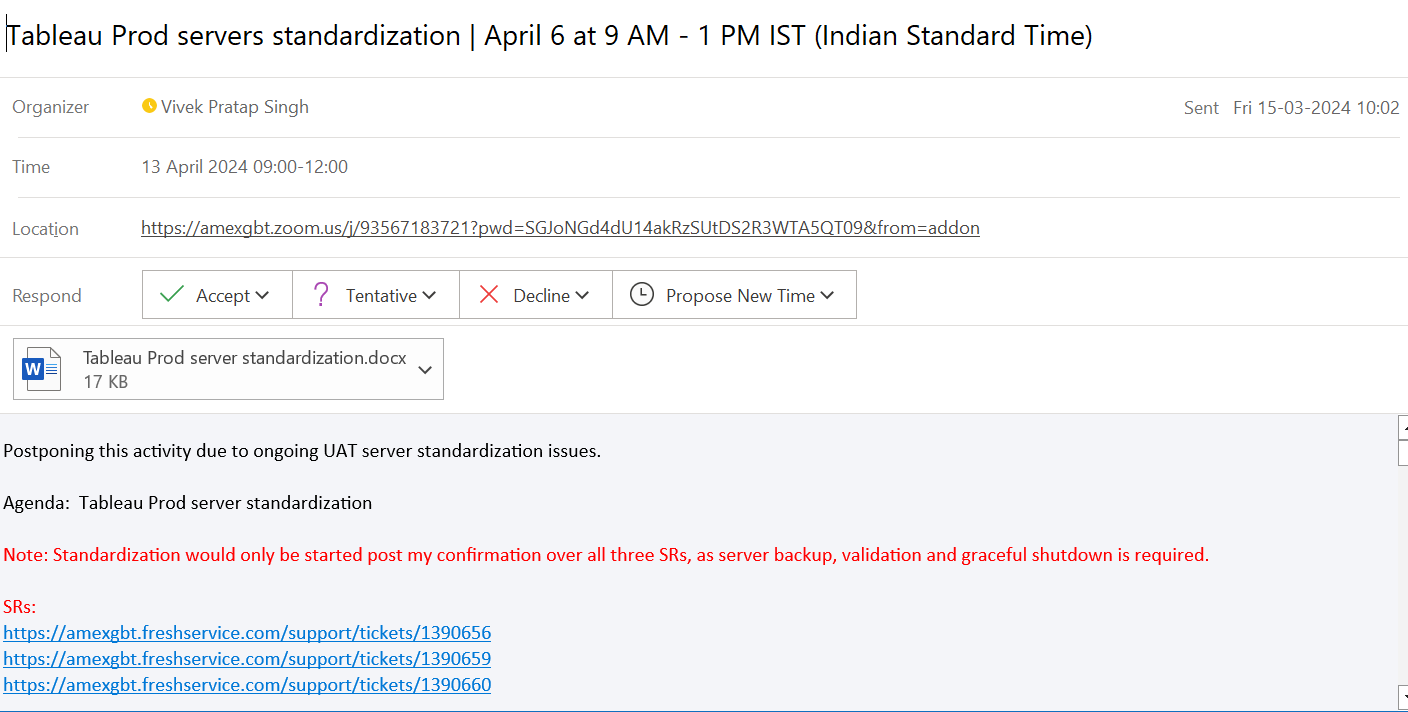 Tableau Prod servers standardization | April 6 at 9 AM - 1 PM IST (Indian Standard Time)
Organizer Vivek Pratap Singh Sent Fri 15-03-2024 10:02
Time 13 April 2024 09:00-12:00
Location https://amexgbt.zoom.us/j/93567183721?pwd=SGJoNGd4dU14akRzSUtDS2R3WTA5QT09&from=addon
Respond Accept Tentative Decline Propose New Time
W Tableau Prod server standardization.docx
17 KB
Postponing this activity due to ongoing UAT server standardization issues.
Agenda: Tableau Prod server standardization
Note: Standardization would only be started post my confirmation over all three SRs, as server backup, validation and graceful shutdown is required.
SRs:
https://amexgbt.freshservice.com/support/tickets/1390656
https://amexgbt.freshservice.com/support/tickets/1390659
https://amexgbt.freshservice.com/support/tickets/1390660